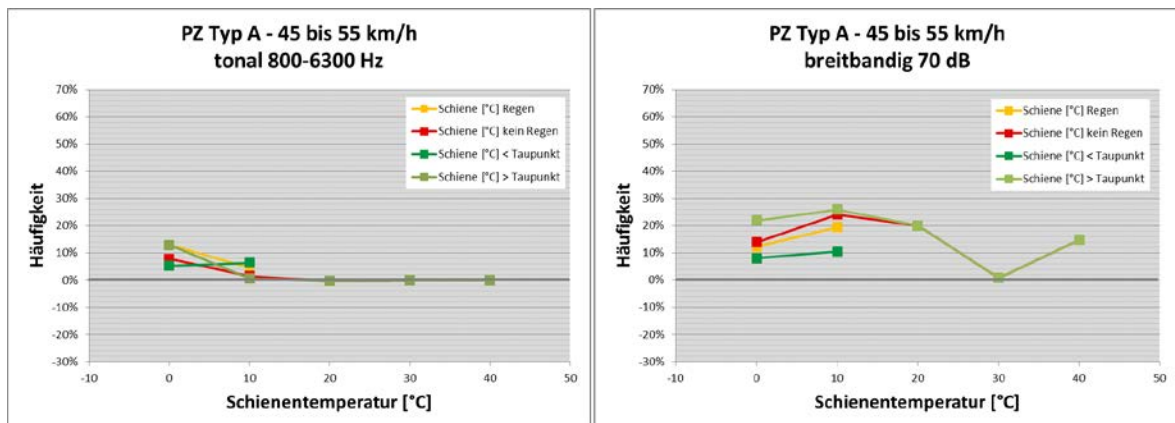 PZ Typ A - 45 bis 55 km/h
tonal 800-6300 Hz
70%
60%
50%
40%
30%
20%
10%
0%
-10%
-20%
-30%
Häufigkeit
Schiene [°C] Regen
Schiene [°C] kein Regen
Schiene [°C] < Taupunkt
Schiene [°C] > Taupunkt
-10 0 10 20 30 40 50
Schienentemperatur [°C]
PZ Typ A - 45 bis 55 km/h
breitbandig 70 dB
70%
60%
50%
40%
30%
20%
10%
0%
-10%
-20%
-30%
Häufigkeit
Schiene [°C] Regen
Schiene [°C] kein Regen
Schiene [°C] < Taupunkt
Schiene [°C] > Taupunkt
-10 0 10 20 30 40 50
Schienentemperatur [°C]